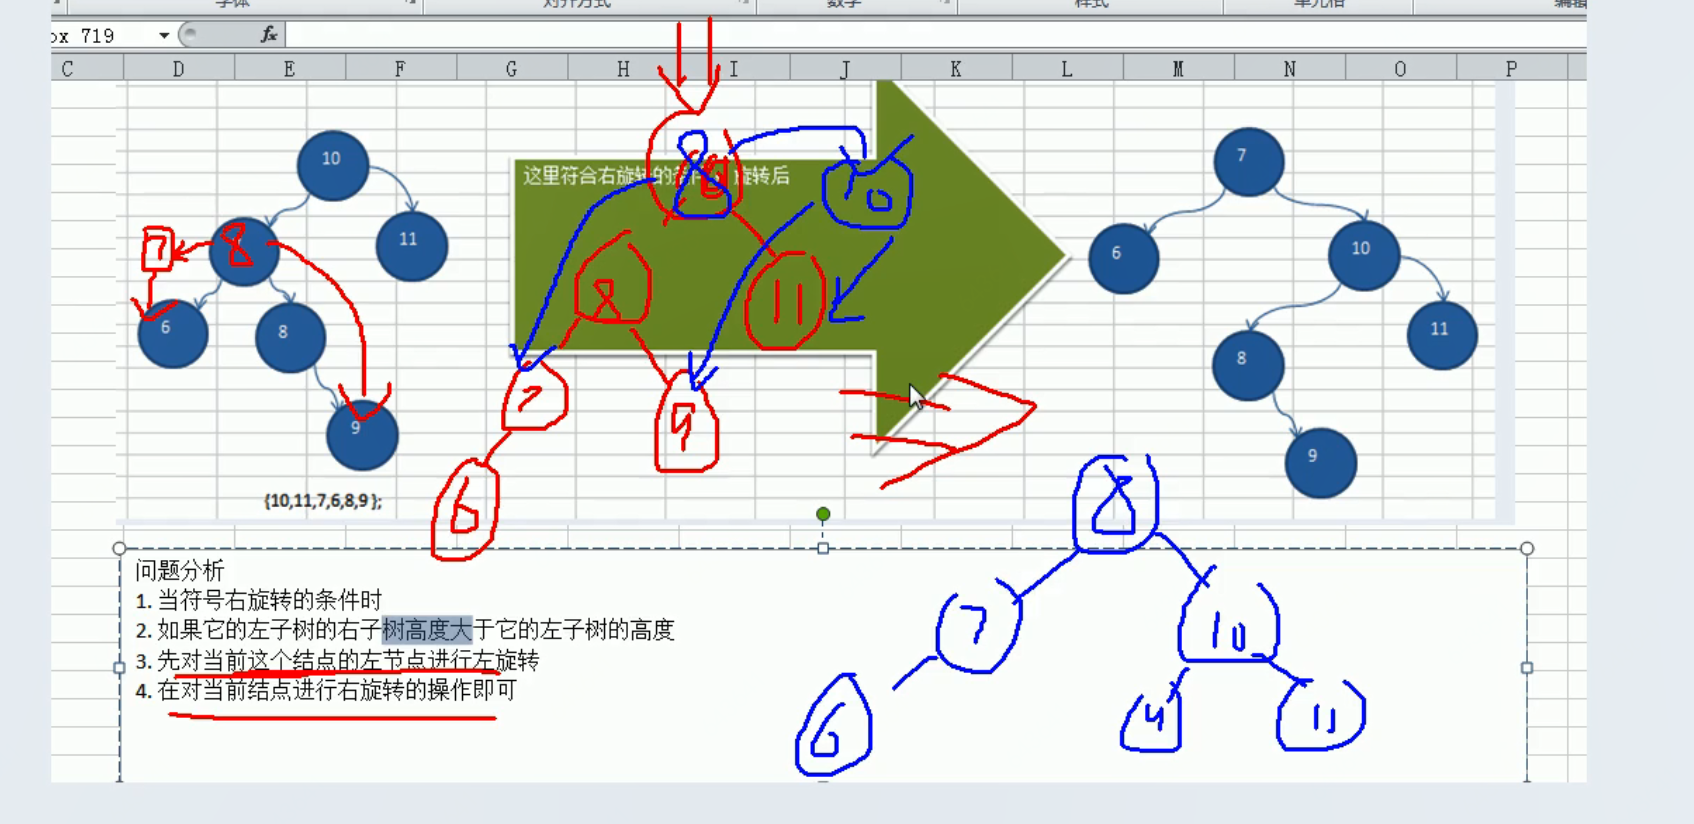 字体
对齐方式
数字
样式
单元格
编辑
ox 719
fx
C D E F G H I J K L M N O P
10
11
8
7
6
8
9
{10,11,7,6,8,9 };
这里符合右旋转的条件
旋转后
8
10
8
11
7
9
6
7
6
10
11
8
9
8
7
10
6
9
11
问题分析
1. 当符号右旋转的条件时
2. 如果它的左子树的右子树高度大于它的左子树的高度
3. 先对当前这个结点的左节点进行左旋转
4. 在对当前结点进行右旋转的操作即可